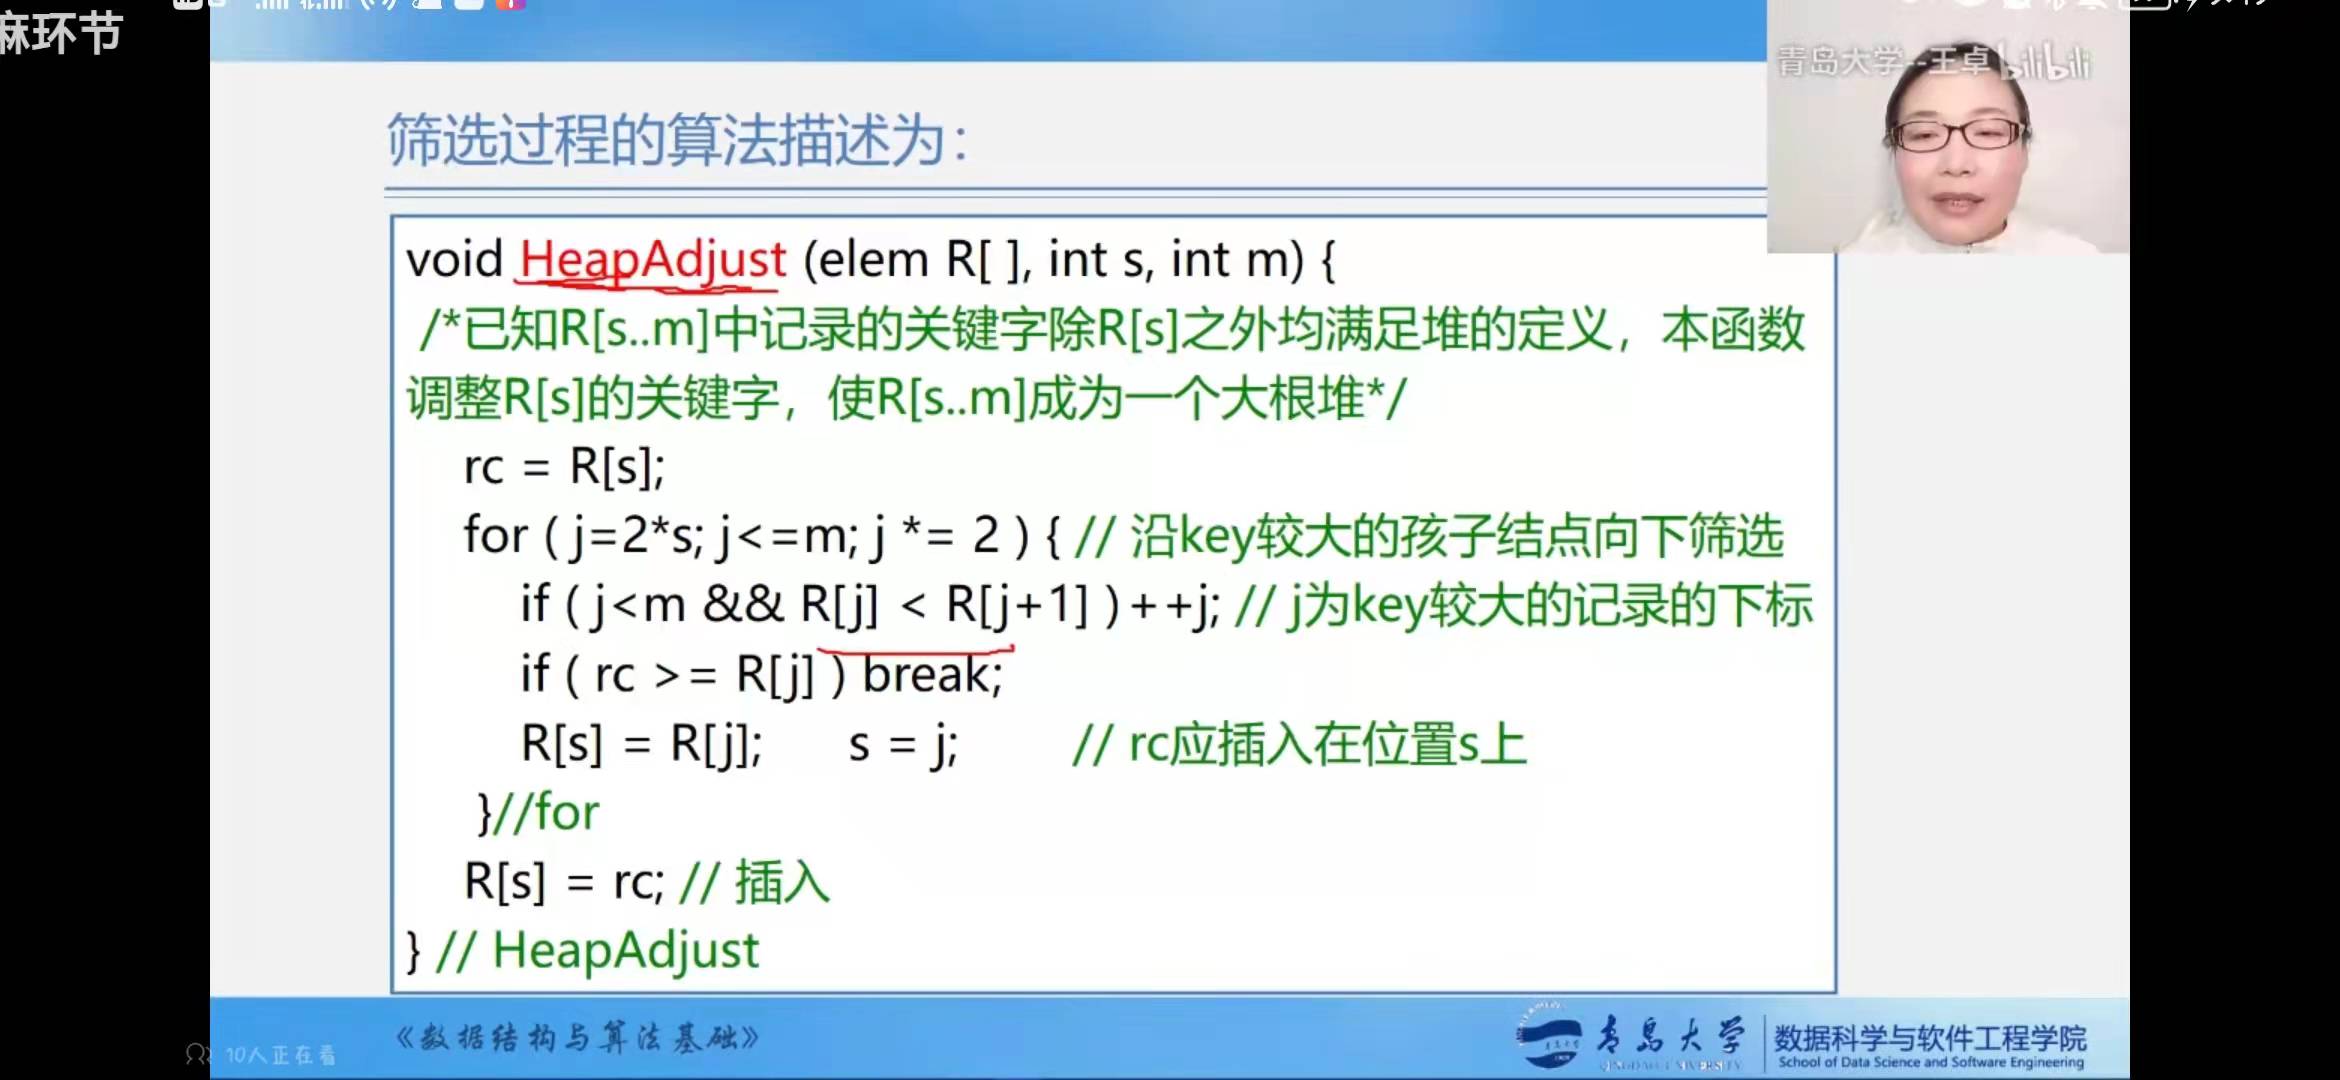 麻环节
青岛大学--王卓 bilibili
筛选过程的算法描述为：
void HeapAdjust (elem R[ ], int s, int m) {
/*已知R[s..m]中记录的关键字除R[s]之外均满足堆的定义，本函数
调整R[s]的关键字，使R[s..m]成为一个大根堆*/
rc = R[s];
for ( j=2*s; j<=m; j *= 2 ) { // 沿key较大的孩子结点向下筛选
if ( j<m && R[j] < R[j+1] ) ++j; // j为key较大的记录的下标
if ( rc >= R[j] ) break;
R[s] = R[j]; s = j; // rc应插入在位置s上
}//for
R[s] = rc; // 插入
} // HeapAdjust
《数据结构与算法基础》
10人正在看
青岛大学
QINGDAO UNIVERSITY
数据科学与软件工程学院
School of Data Science and Software Engineering